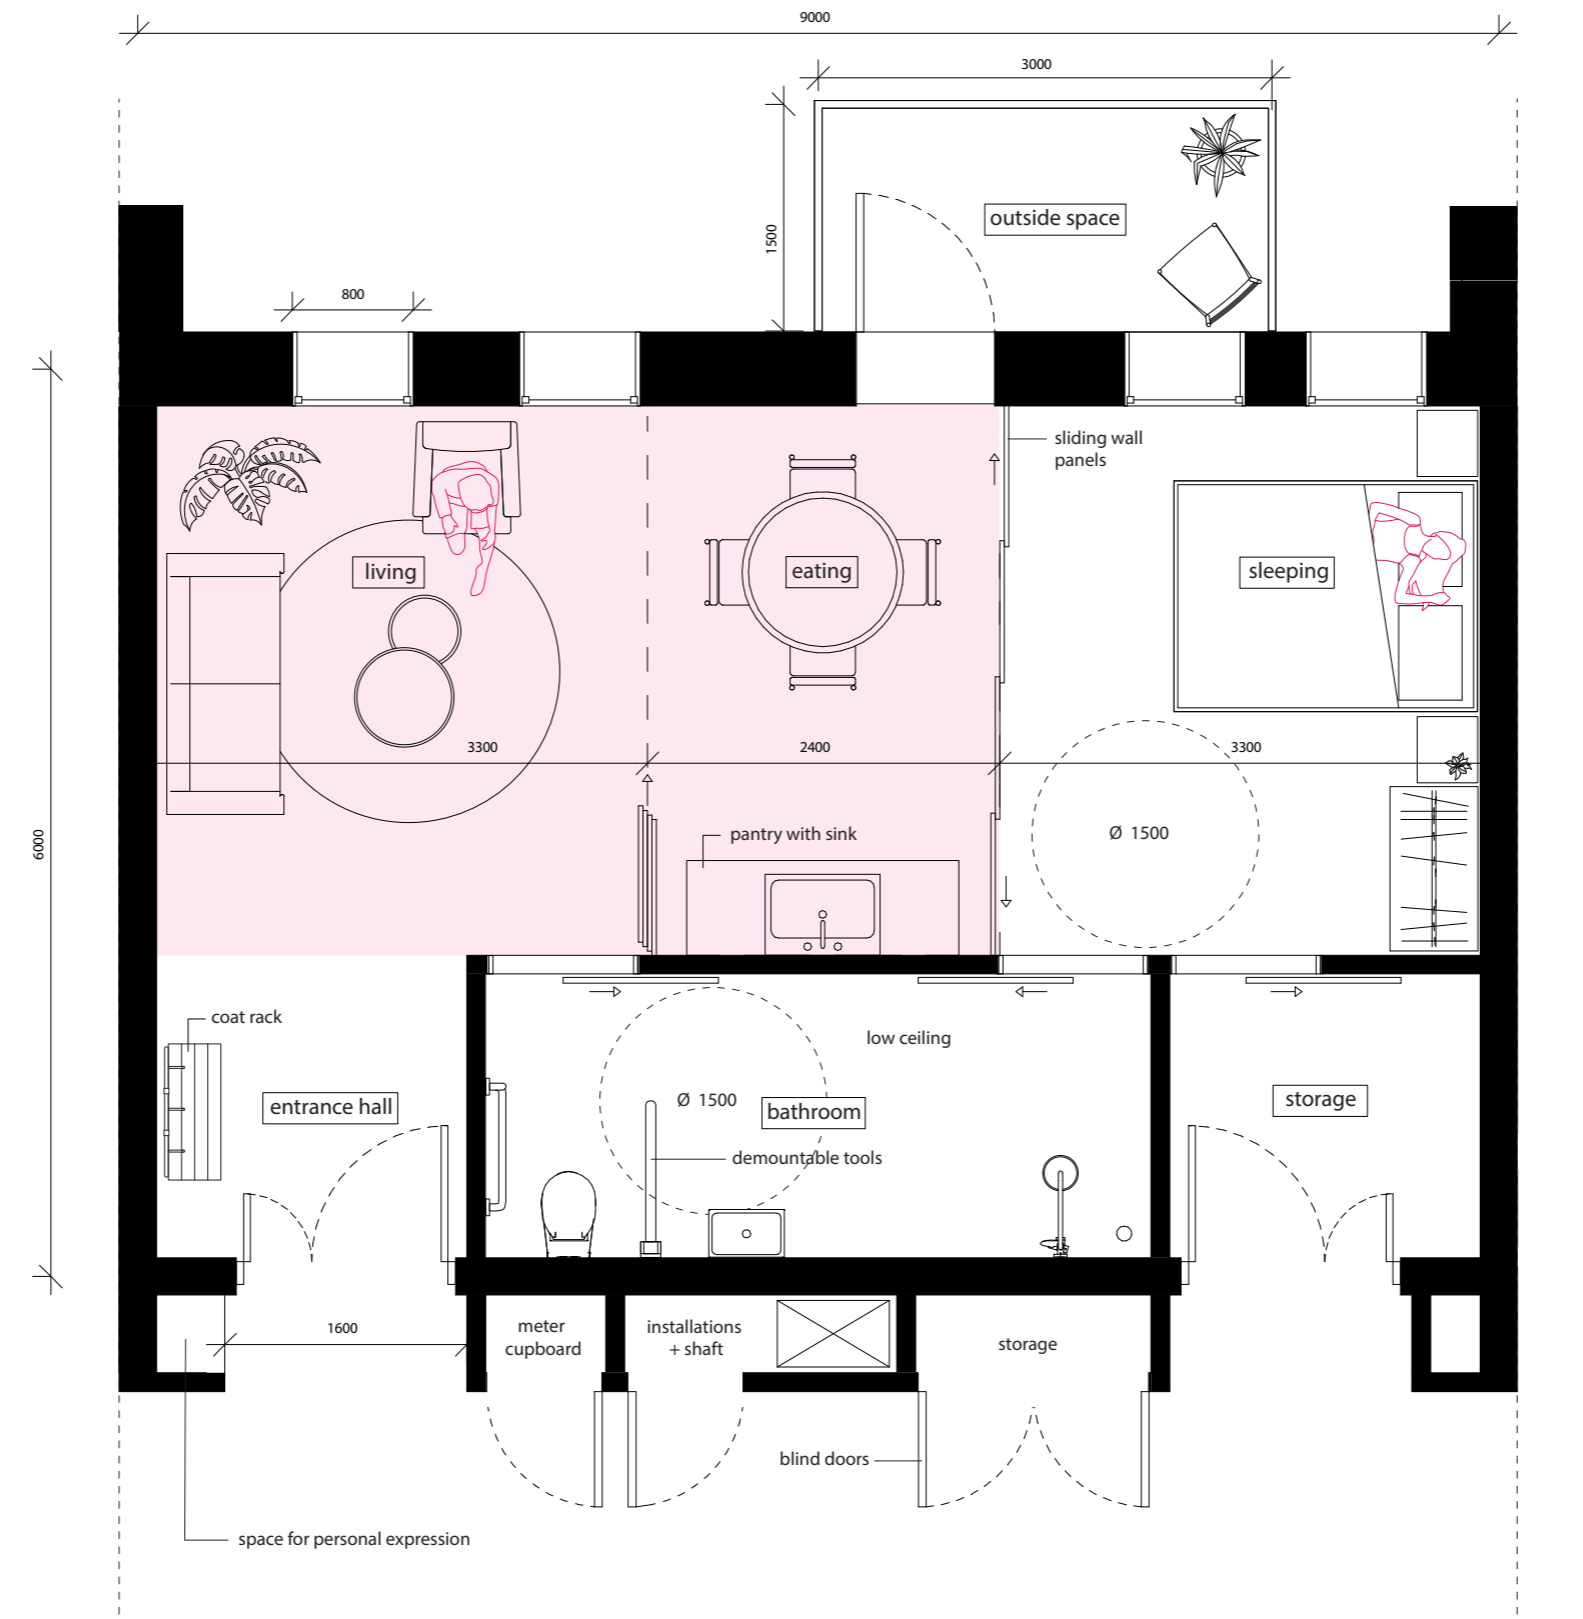 9000
3000
1500
outside space
800
sliding wall
panels
living
eating
sleeping
3300
2400
3300
6000
pantry with sink
Ø 1500
coat rack
low ceiling
entrance hall
Ø 1500
bathroom
storage
demountable tools
1600
meter
cupboard
installations
+ shaft
storage
blind doors
space for personal expression